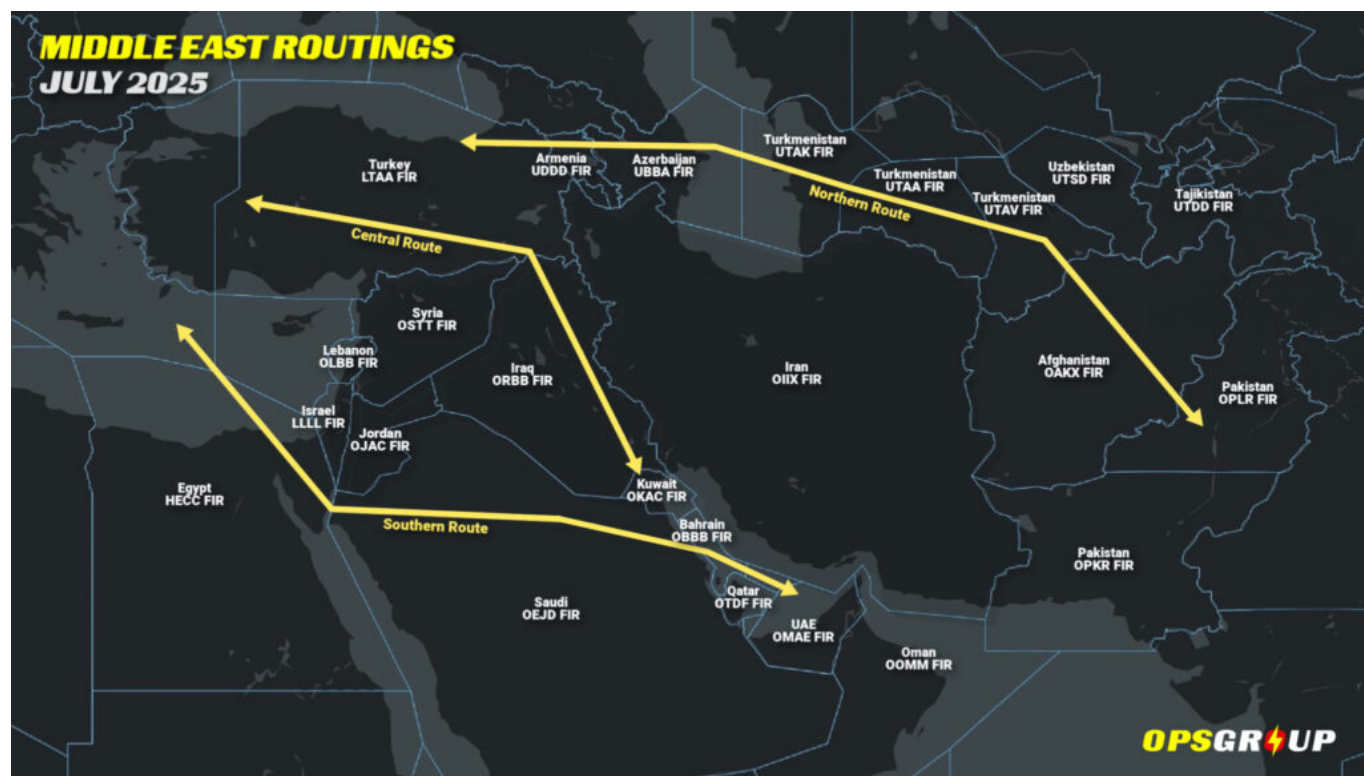 MIDDLE EAST ROUTINGS
JULY 2025
Turkey
LTAA FIR
Armenia
UDDD FIR
Azerbaijan
UBBA FIR
Turkmenistan
UTAK FIR
Turkmenistan
UTAA FIR
Turkmenistan
UTAV FIR
Uzbekistan
UTSD FIR
Tajikistan
UTDD FIR
Northern Route
Central Route
Syria
OSTT FIR
Lebanon
OLBB FIR
Iraq
ORBB FIR
Iran
OIIX FIR
Afghanistan
OAKX FIR
Pakistan
OPLR FIR
Israel
LLLL FIR
Jordan
OJAC FIR
Egypt
HECC FIR
Kuwait
OKAC FIR
Southern Route
Bahrain
OBBB FIR
Pakistan
OPKR FIR
Saudi
OEJD FIR
Qatar
OTDF FIR
UAE
OMAE FIR
Oman
OOMM FIR
OPSGROUP